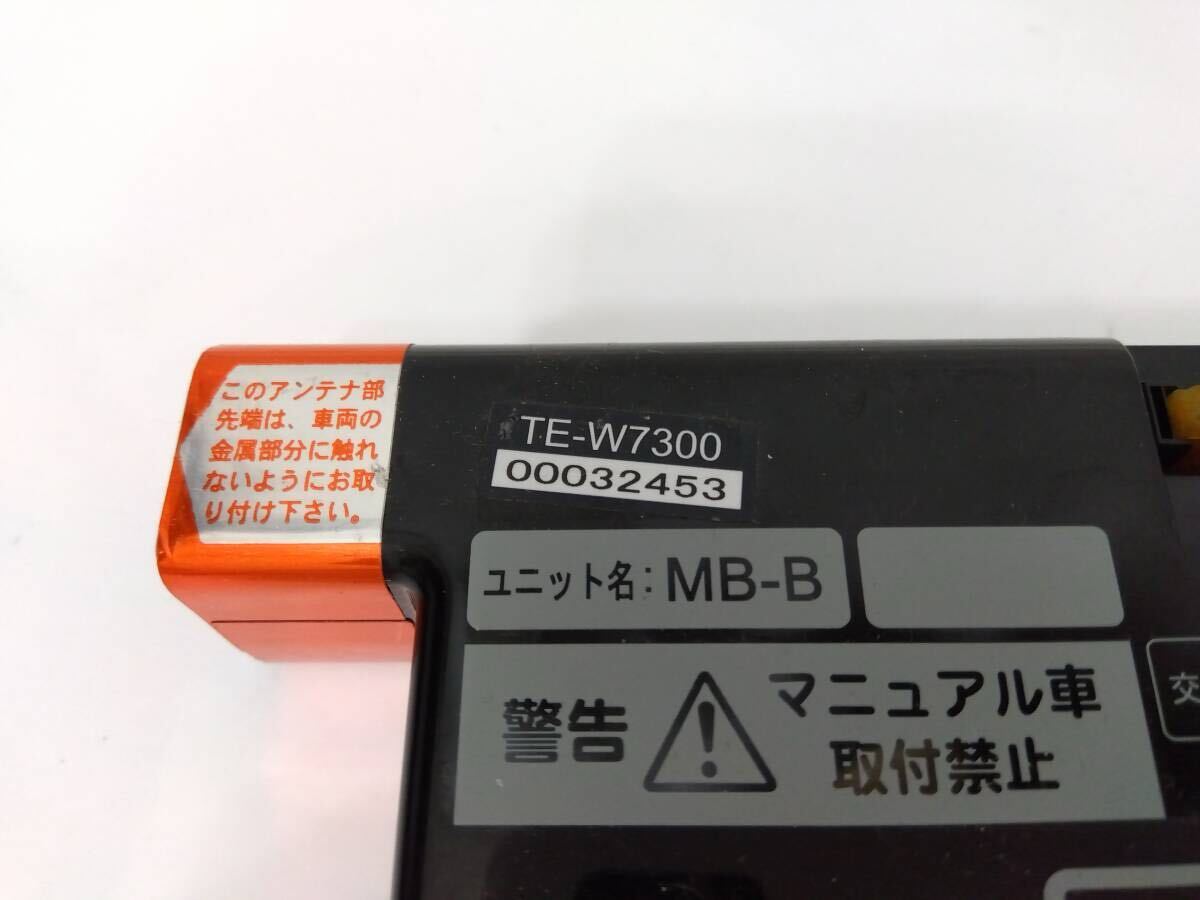 このアンテナ部
先端は、車両の
金属部分に触れ
ないようにお取
り付け下さい。
TE-W7300
00032453
ユニット名：MB-B
警告
マニュアル車
取付禁止
交